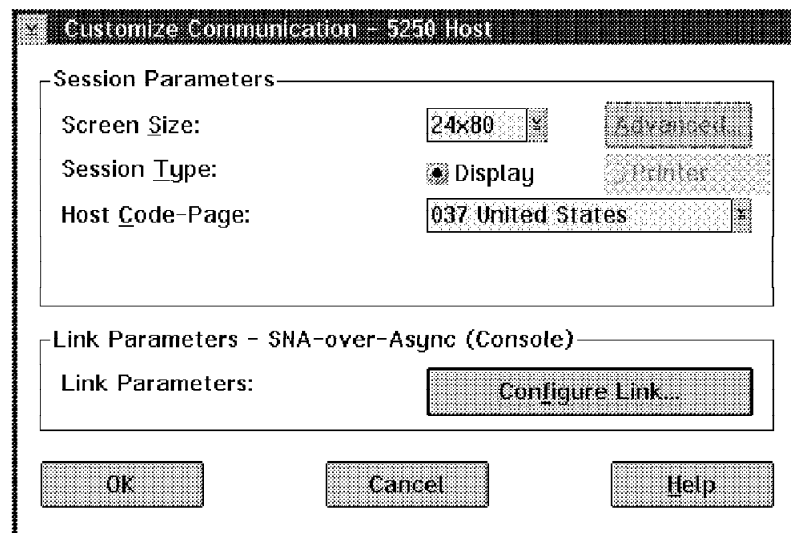 Customize Communication - 5250 Host
Session Parameters
Screen Size:
24x80
Advanced...
Session Type:
Display
Printer
Host Code-Page:
037 United States
Link Parameters - SNA-over-Async (Console)
Link Parameters:
Configure Link...
OK
Cancel
Help